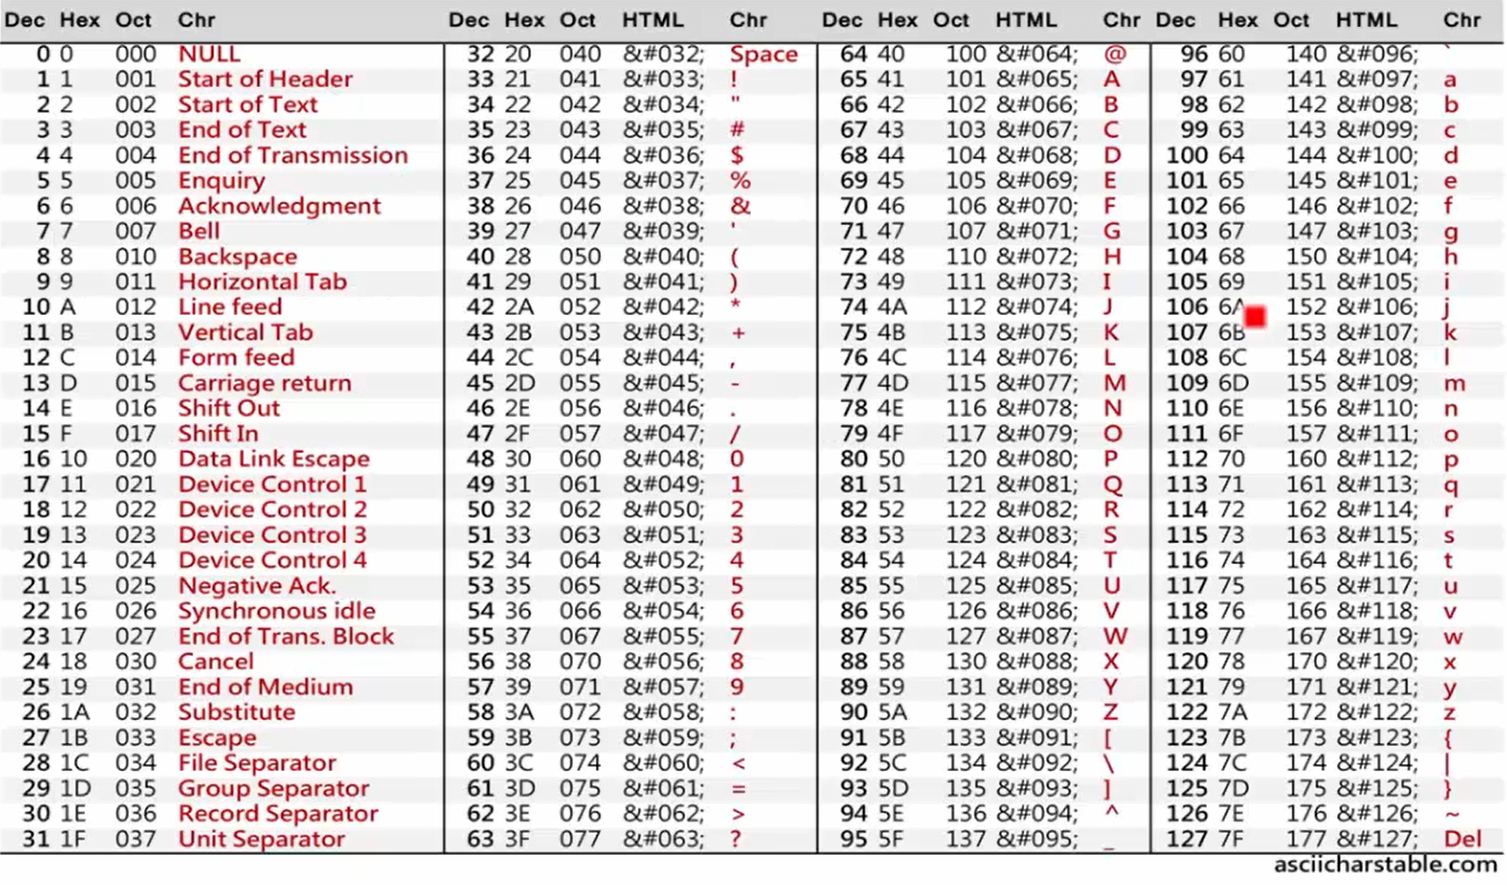 Dec Hex Oct Chr Dec Hex Oct HTML Chr Dec Hex Oct HTML Chr Dec Hex Oct HTML Chr
0 0 000 NULL 32 20 040 &#032; Space 64 40 100 &#064; @ 96 60 140 &#096; `
1 1 001 Start of Header 33 21 041 &#033; ! 65 41 101 &#065; A 97 61 141 &#097; a
2 2 002 Start of Text 34 22 042 &#034; " 66 42 102 &#066; B 98 62 142 &#098; b
3 3 003 End of Text 35 23 043 &#035; # 67 43 103 &#067; C 99 63 143 &#099; c
4 4 004 End of Transmission 36 24 044 &#036; $ 68 44 104 &#068; D 100 64 144 &#100; d
5 5 005 Enquiry 37 25 045 &#037; % 69 45 105 &#069; E 101 65 145 &#101; e
6 6 006 Acknowledgment 38 26 046 &#038; & 70 46 106 &#070; F 102 66 146 &#102; f
7 7 007 Bell 39 27 047 &#039; ' 71 47 107 &#071; G 103 67 147 &#103; g
8 8 010 Backspace 40 28 050 &#040; ( 72 48 110 &#072; H 104 68 150 &#104; h
9 9 011 Horizontal Tab 41 29 051 &#041; ) 73 49 111 &#073; I 105 69 151 &#105; i
10 A 012 Line feed 42 2A 052 &#042; * 74 4A 112 &#074; J 106 6A 152 &#106; j
11 B 013 Vertical Tab 43 2B 053 &#043; + 75 4B 113 &#075; K 107 6B 153 &#107; k
12 C 014 Form feed 44 2C 054 &#044; , 76 4C 114 &#076; L 108 6C 154 &#108; l
13 D 015 Carriage return 45 2D 055 &#045; - 77 4D 115 &#077; M 109 6D 155 &#109; m
14 E 016 Shift Out 46 2E 056 &#046; . 78 4E 116 &#078; N 110 6E 156 &#110; n
15 F 017 Shift In 47 2F 057 &#047; / 79 4F 117 &#079; O 111 6F 157 &#111; o
16 10 020 Data Link Escape 48 30 060 &#048; 0 80 50 120 &#080; P 112 70 160 &#112; p
17 11 021 Device Control 1 49 31 061 &#049; 1 81 51 121 &#081; Q 113 71 161 &#113; q
18 12 022 Device Control 2 50 32 062 &#050; 2 82 52 122 &#082; R 114 72 162 &#114; r
19 13 023 Device Control 3 51 33 063 &#051; 3 83 53 123 &#083; S 115 73 163 &#115; s
20 14 024 Device Control 4 52 34 064 &#052; 4 84 54 124 &#084; T 116 74 164 &#116; t
21 15 025 Negative Ack. 53 35 065 &#053; 5 85 55 125 &#085; U 117 75 165 &#117; u
22 16 026 Synchronous idle 54 36 066 &#054; 6 86 56 126 &#086; V 118 76 166 &#118; v
23 17 027 End of Trans. Block 55 37 067 &#055; 7 87 57 127 &#087; W 119 77 167 &#119; w
24 18 030 Cancel 56 38 070 &#056; 8 88 58 130 &#088; X 120 78 170 &#120; x
25 19 031 End of Medium 57 39 071 &#057; 9 89 59 131 &#089; Y 121 79 171 &#121; y
26 1A 032 Substitute 58 3A 072 &#058; : 90 5A 132 &#090; Z 122 7A 172 &#122; z
27 1B 033 Escape 59 3B 073 &#059; ; 91 5B 133 &#091; [ 123 7B 173 &#123; {
28 1C 034 File Separator 60 3C 074 &#060; < 92 5C 134 &#092; \ 124 7C 174 &#124; |
29 1D 035 Group Separator 61 3D 075 &#061; = 93 5D 135 &#093; ] 125 7D 175 &#125; }
30 1E 036 Record Separator 62 3E 076 &#062; > 94 5E 136 &#094; ^ 126 7E 176 &#126; ~
31 1F 037 Unit Separator 63 3F 077 &#063; ? 95 5F 137 &#095; _ 127 7F 177 &#127; Del
asciicharstable.com